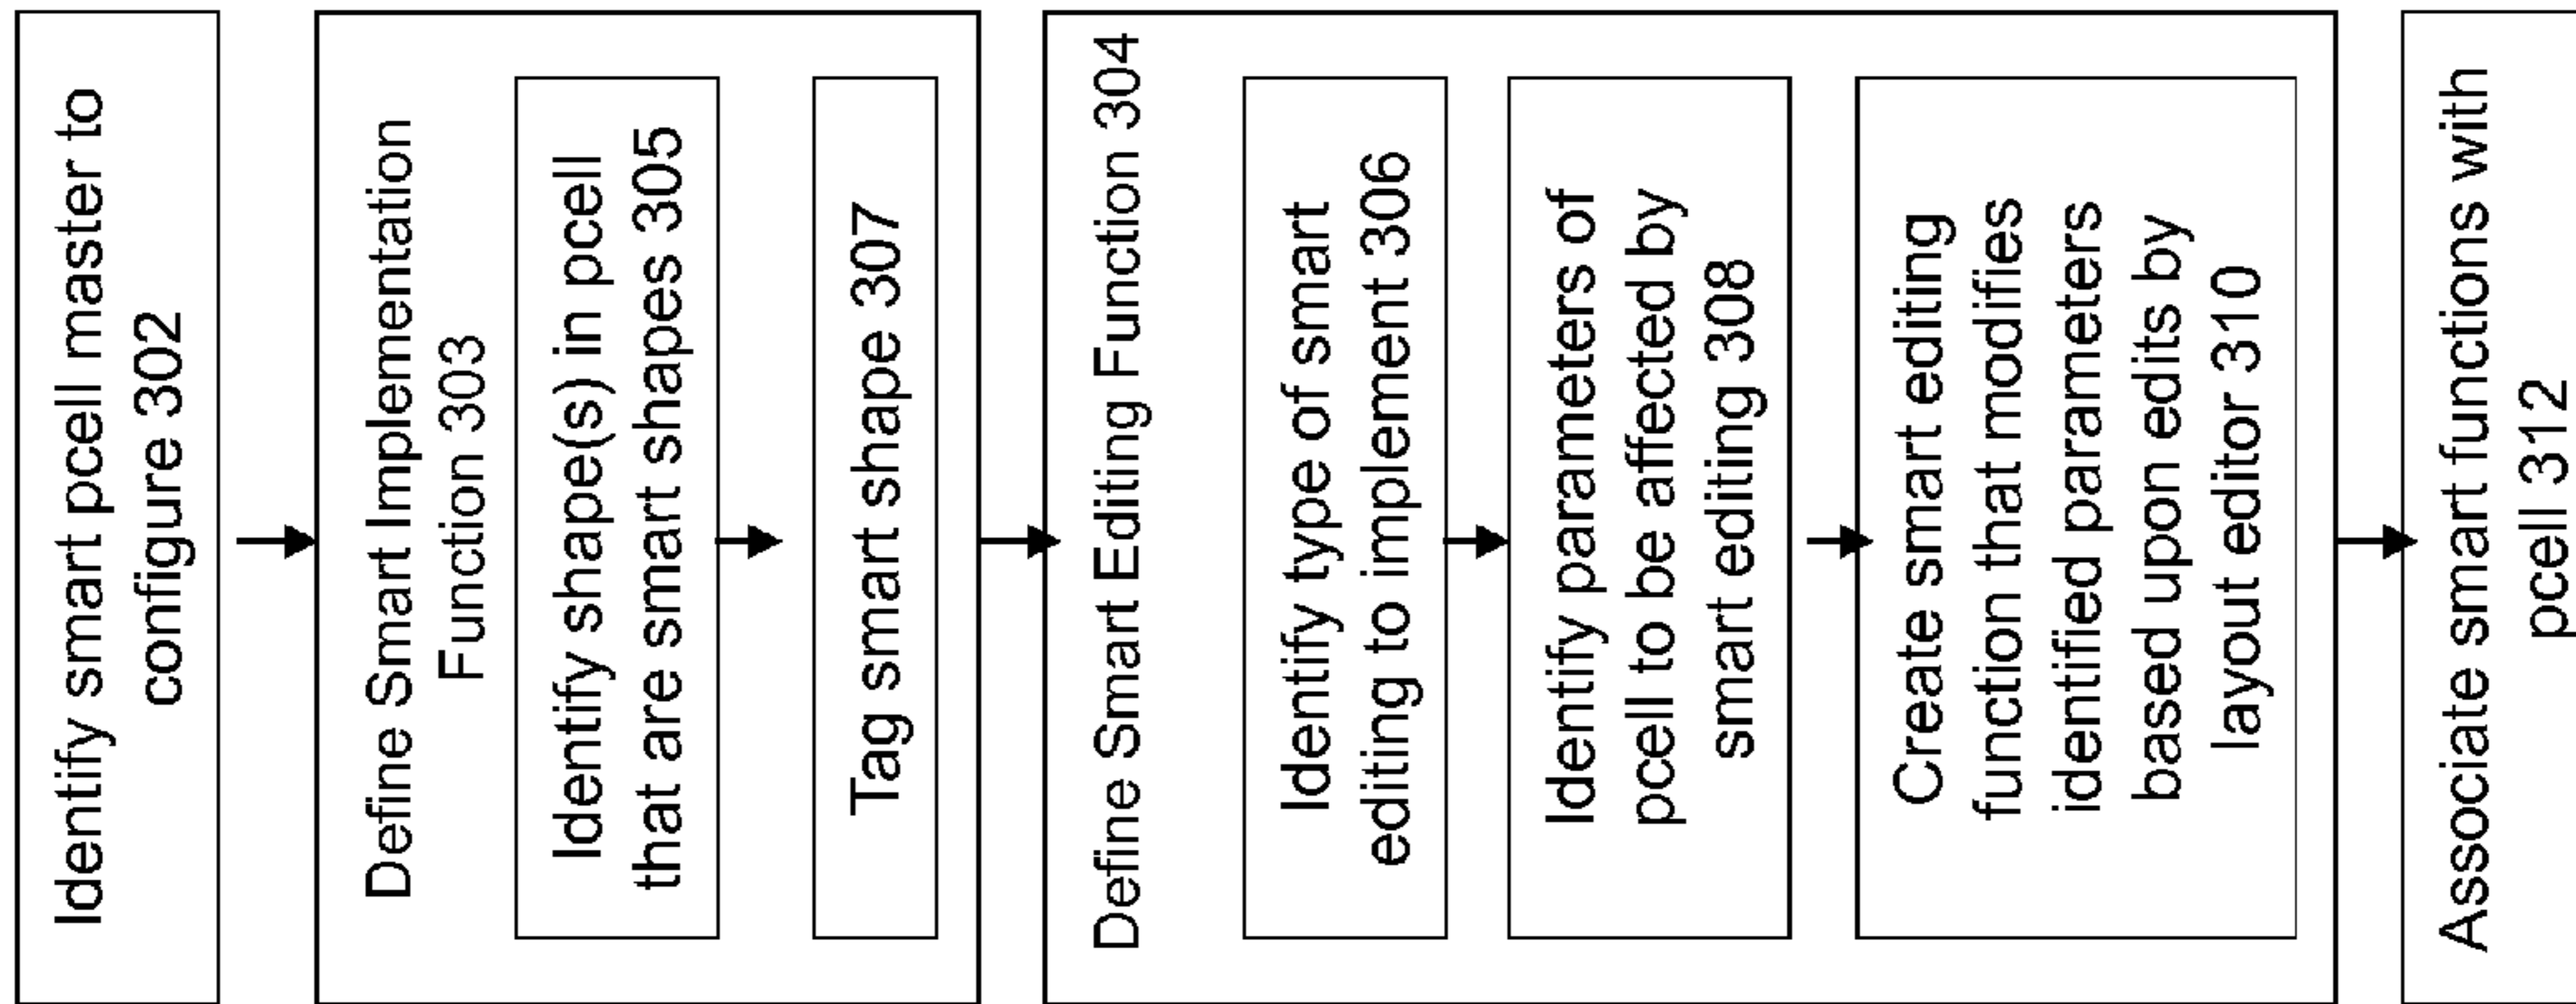 Identify smart pcell master to
configure 302
Define Smart Implementation
Function 303
Identify shape(s) in pcell
that are smart shapes 305
Tag smart shape 307
Define Smart Editing Function 304
Identify type of smart
editing to implement 306
Identify parameters of
pcell to be affected by
smart editing 308
Create smart editing
function that modifies
identified parameters
based upon edits by
layout editor 310
Associate smart functions with
pcell 312